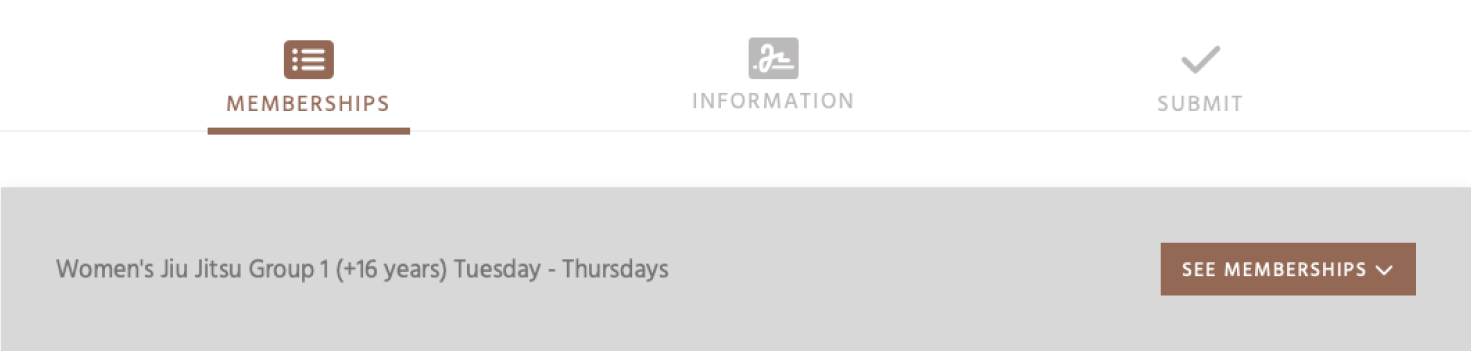 MEMBERSHIPS
INFORMATION
SUBMIT
Women's Jiu Jitsu Group 1 (+16 years) Tuesday - Thursdays
SEE MEMBERSHIPS